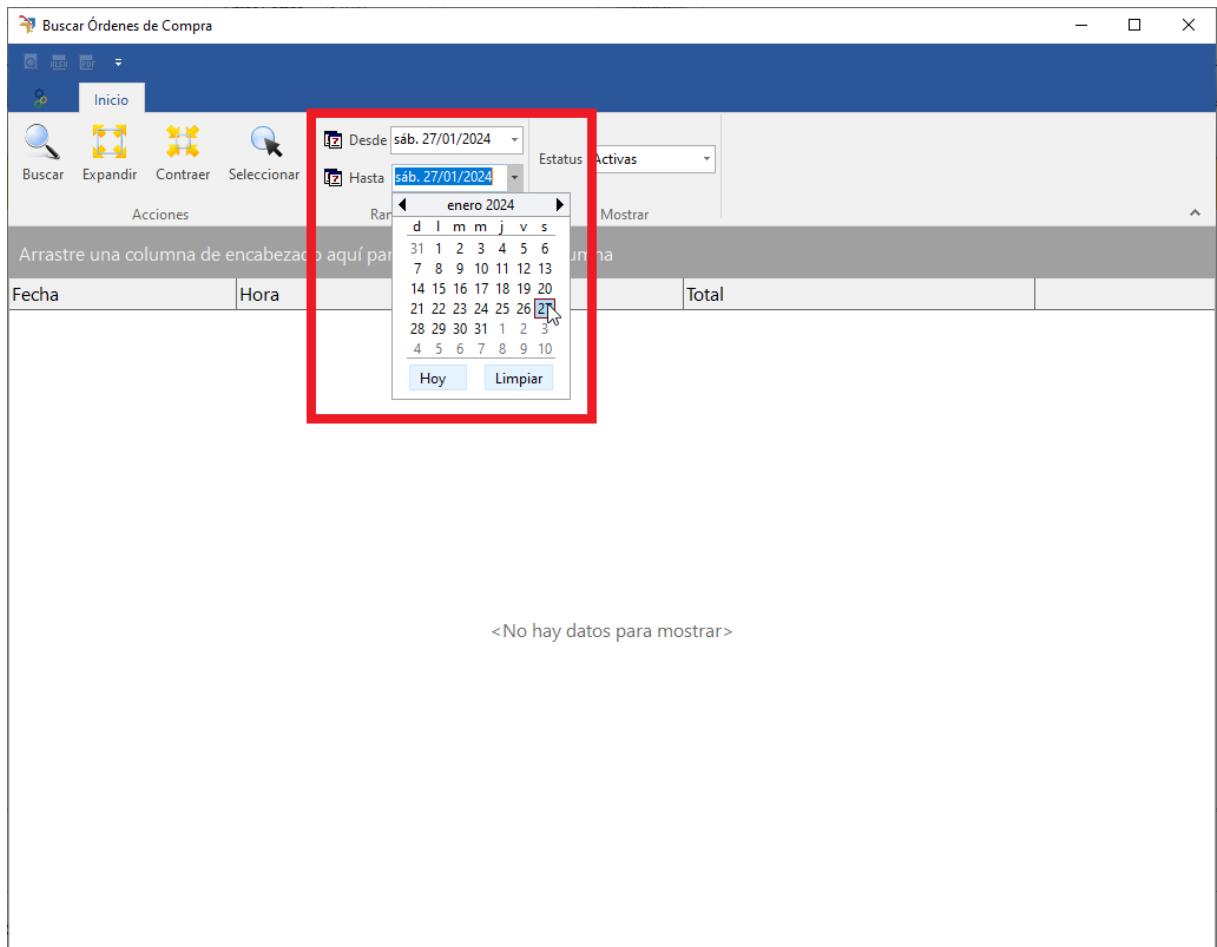 Buscar Órdenes de Compra
XLSX PDF
Inicio
Desde sáb. 27/01/2024
Estatus Activas
Hasta sáb. 27/01/2024
Buscar Expandir Contraer Seleccionar
Acciones Mostrar
enero 2024
d l m m j v s
31 1 2 3 4 5 6
7 8 9 10 11 12 13
14 15 16 17 18 19 20
21 22 23 24 25 26 27
28 29 30 31 1 2 3
4 5 6 7 8 9 10
Hoy Limpiar
Arrastre una columna de encabezado aquí
Fecha Hora Total
<No hay datos para mostrar>